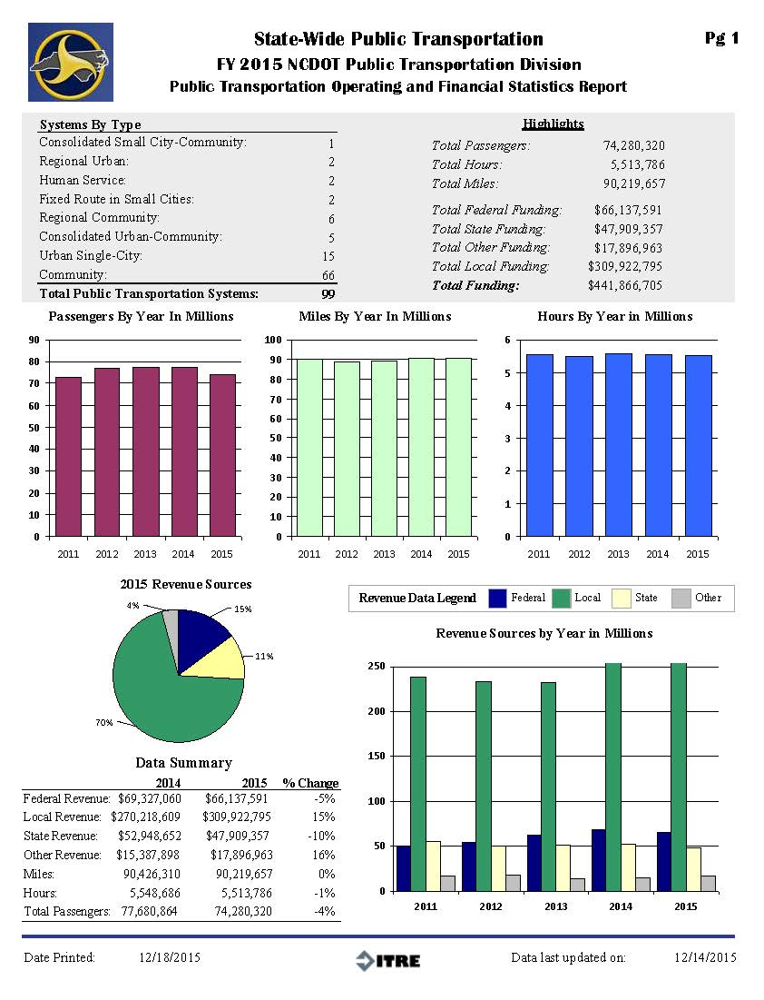 State-Wide Public Transportation
Pg 1
FY 2015 NCDOT Public Transportation Division
Public Transportation Operating and Financial Statistics Report
Systems By Type
Consolidated Small City-Community: 1
Regional Urban: 2
Human Service: 2
Fixed Route in Small Cities: 2
Regional Community: 6
Consolidated Urban-Community: 5
Urban Single-City: 15
Community: 66
Total Public Transportation Systems: 99
Highlights
Total Passengers: 74,280,320
Total Hours: 5,513,786
Total Miles: 90,219,657
Total Federal Funding: $66,137,591
Total State Funding: $47,909,357
Total Other Funding: $17,896,963
Total Local Funding: $309,922,795
Total Funding: $441,866,705
Passengers By Year In Millions
90
80
70
60
50
40
30
20
10
0
2011 2012 2013 2014 2015
Miles By Year In Millions
100
90
80
70
60
50
40
30
20
10
0
2011 2012 2013 2014 2015
Hours By Year in Millions
6
5
4
3
2
1
0
2011 2012 2013 2014 2015
2015 Revenue Sources
4%
15%
11%
70%
Revenue Data Legend Federal Local State Other
Revenue Sources by Year in Millions
250
200
150
100
50
0
2011 2012 2013 2014 2015
Data Summary
2014 2015 % Change
Federal Revenue: $69,327,060 $66,137,591 -5%
Local Revenue: $270,218,609 $309,922,795 15%
State Revenue: $52,948,652 $47,909,357 -10%
Other Revenue: $15,387,898 $17,896,963 16%
Miles: 90,426,310 90,219,657 0%
Hours: 5,548,686 5,513,786 -1%
Total Passengers: 77,680,864 74,280,320 -4%
Date Printed: 12/18/2015
ITRE
Data last updated on: 12/14/2015